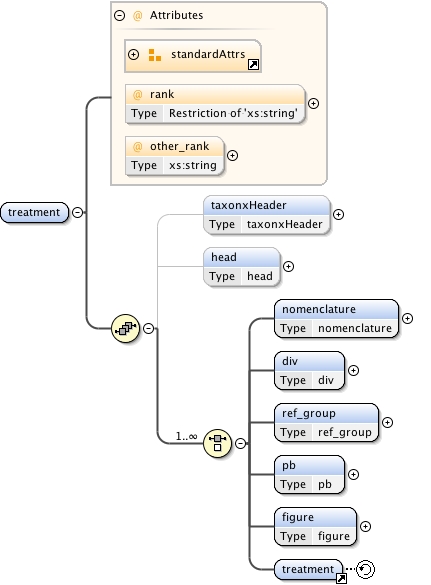 @ Attributes
standardAttrs
@ rank
Type Restriction of 'xs:string'
@ other_rank
Type xs:string
treatment
taxonxHeader
Type taxonxHeader
head
Type head
1..∞
nomenclature
Type nomenclature
div
Type div
ref_group
Type ref_group
pb
Type pb
figure
Type figure
treatment